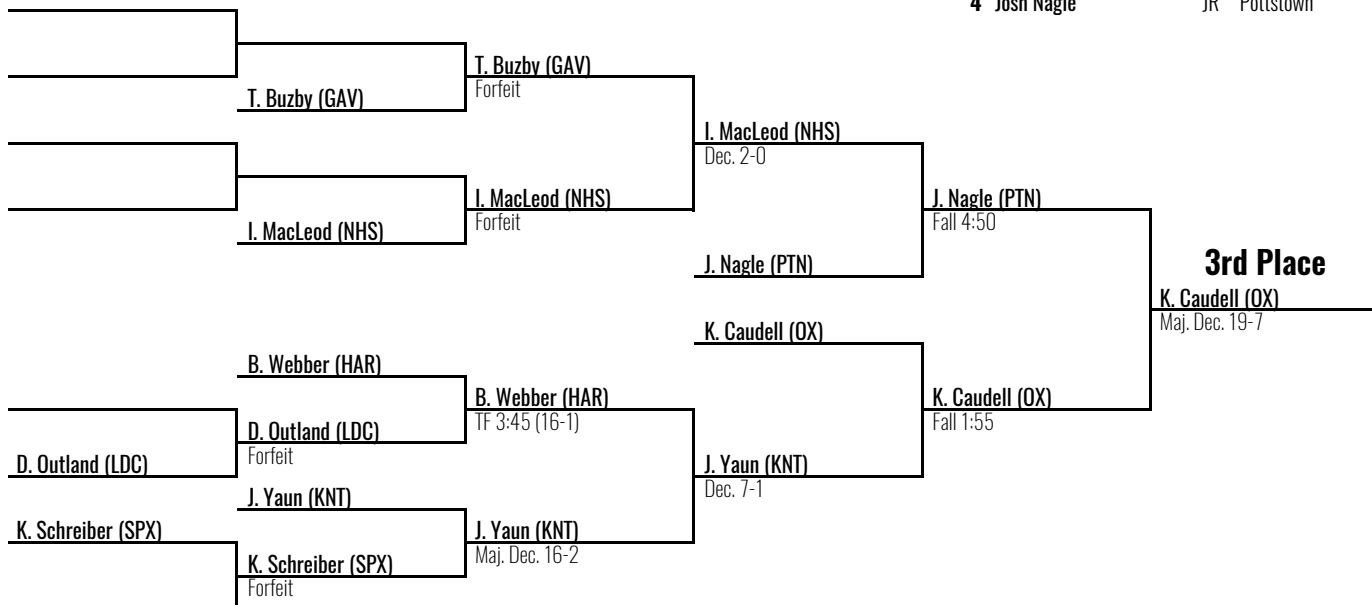 4 Josh Nagle JR Pottstown
T. Buzby (GAV)
Forfeit
T. Buzby (GAV)
I. MacLeod (NHS)
Dec. 2-0
I. MacLeod (NHS)
Forfeit
I. MacLeod (NHS)
J. Nagle (PTN)
Fall 4:50
J. Nagle (PTN)
3rd Place
K. Caudell (OX)
Maj. Dec. 19-7
K. Caudell (OX)
B. Webber (HAR)
B. Webber (HAR)
TF 3:45 (16-1)
K. Caudell (OX)
Fall 1:55
D. Outland (LDC)
Forfeit
D. Outland (LDC)
J. Yaun (KNT)
Dec. 7-1
J. Yaun (KNT)
K. Schreiber (SPX)
J. Yaun (KNT)
Maj. Dec. 16-2
K. Schreiber (SPX)
Forfeit